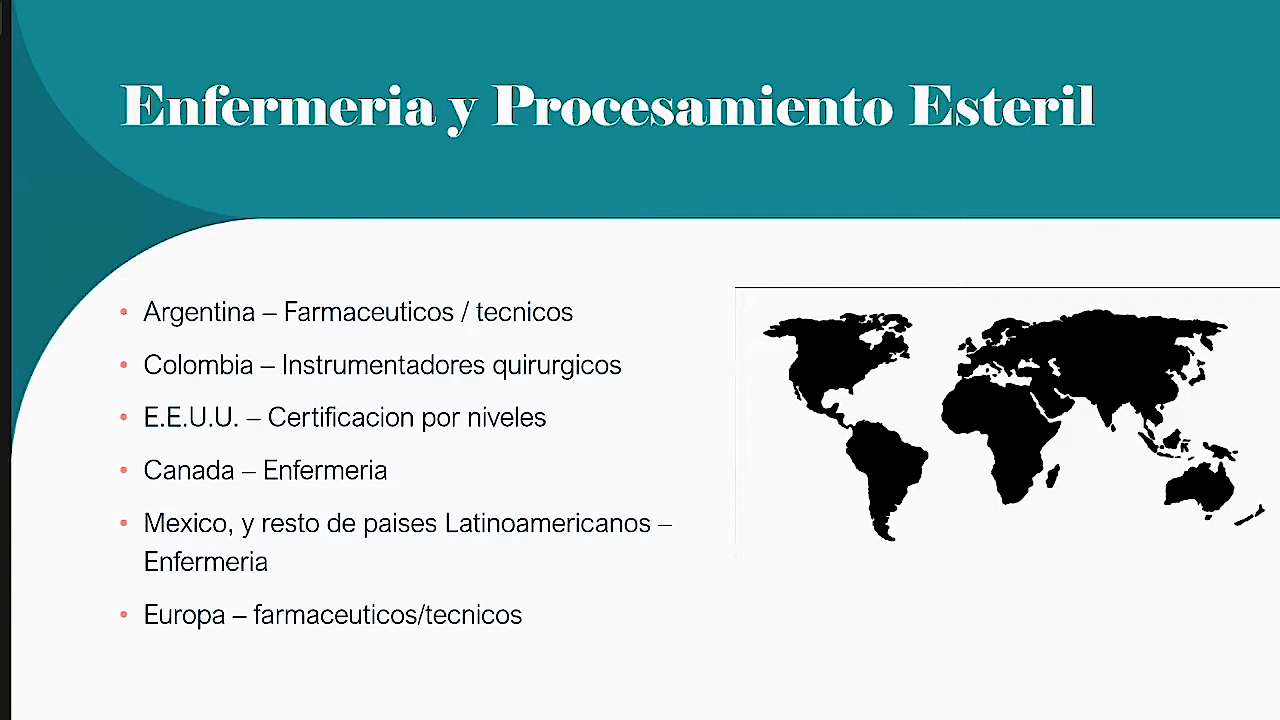 Enfermeria y Procesamiento Esteril
• Argentina – Farmaceuticos / tecnicos
• Colombia – Instrumentadores quirurgicos
• E.E.U.U. – Certificacion por niveles
• Canada – Enfermeria
• Mexico, y resto de paises Latinoamericanos –
Enfermeria
• Europa – farmaceuticos/tecnicos